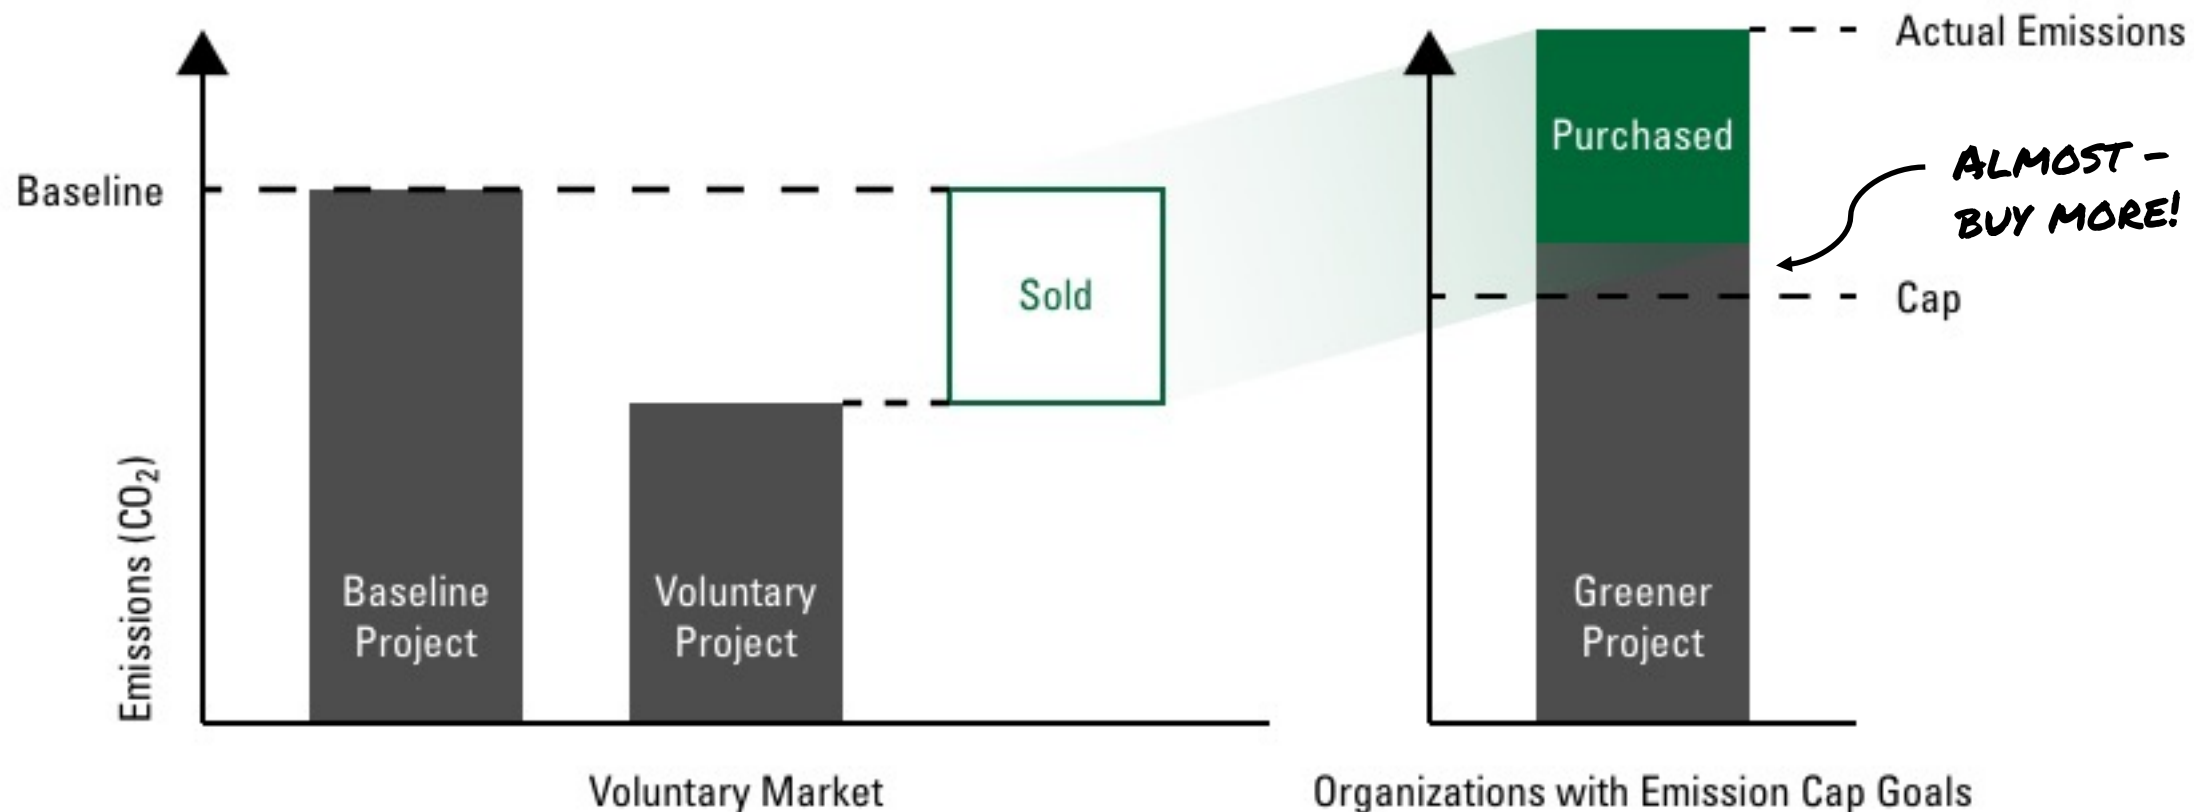 Actual Emissions
Purchased
ALMOST -
BUY MORE!
Baseline
Sold
Cap
Emissions (CO₂)
Baseline
Project
Voluntary
Project
Greener
Project
Voluntary Market
Organizations with Emission Cap Goals